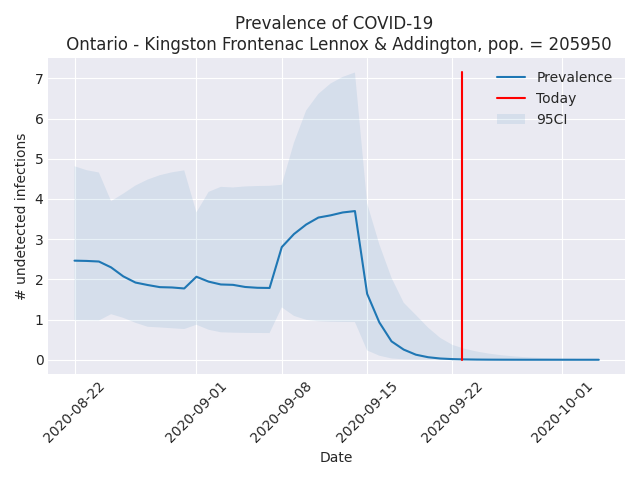 Prevalence of COVID-19
Ontario - Kingston Frontenac Lennox & Addington, pop. = 205950
Prevalence
Today
95CI
# undetected infections
7
6
5
4
3
2
1
0
2020-08-22
2020-09-01
2020-09-08
2020-09-15
2020-09-22
2020-10-01
Date